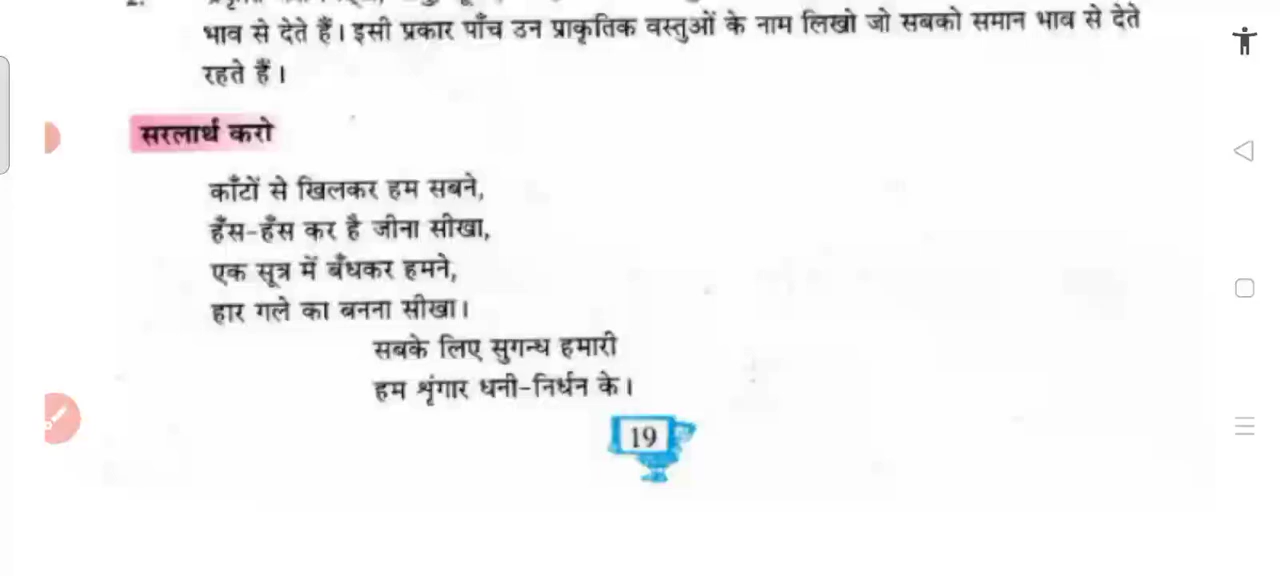 2.
भाव से देते हैं। इसी प्रकार पाँच उन प्राकृतिक वस्तुओं के नाम लिखो जो सबको समान भाव से देते
रहते हैं।
सरलार्थ करो
काँटों से खिलकर हम सबने,
हँस-हँस कर है जीना सीखा,
एक सूत्र में बँधकर हमने,
हार गले का बनना सीखा।
सबके लिए सुगन्ध हमारी
हम शृंगार धनी-निर्धन के।
19